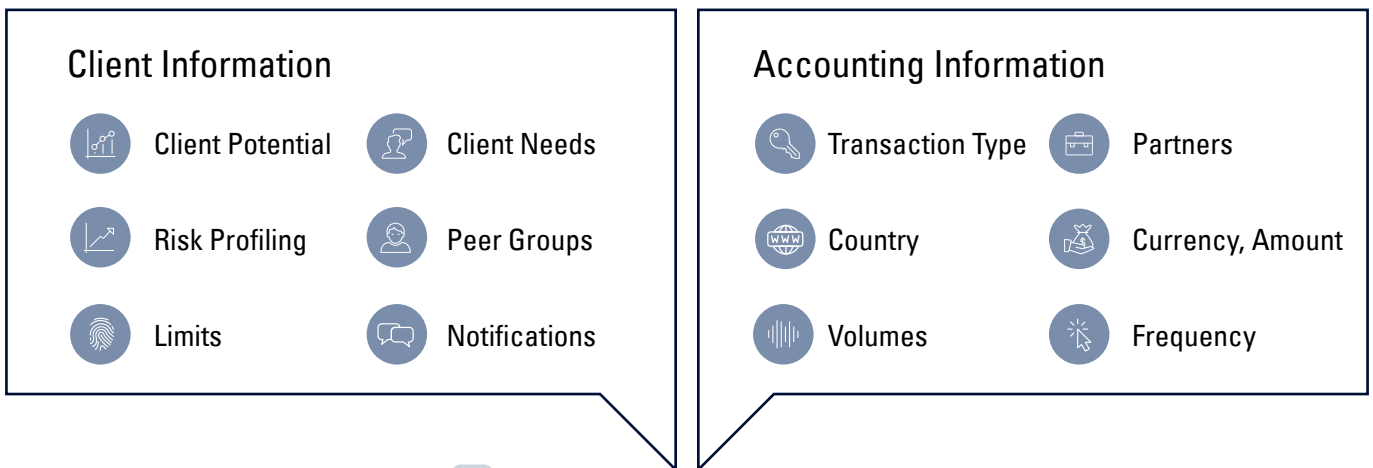 Client Information
Client Potential
Client Needs
Risk Profiling
Peer Groups
Limits
Notifications
Accounting Information
Transaction Type
Partners
WWW
Country
Currency, Amount
Volumes
Frequency